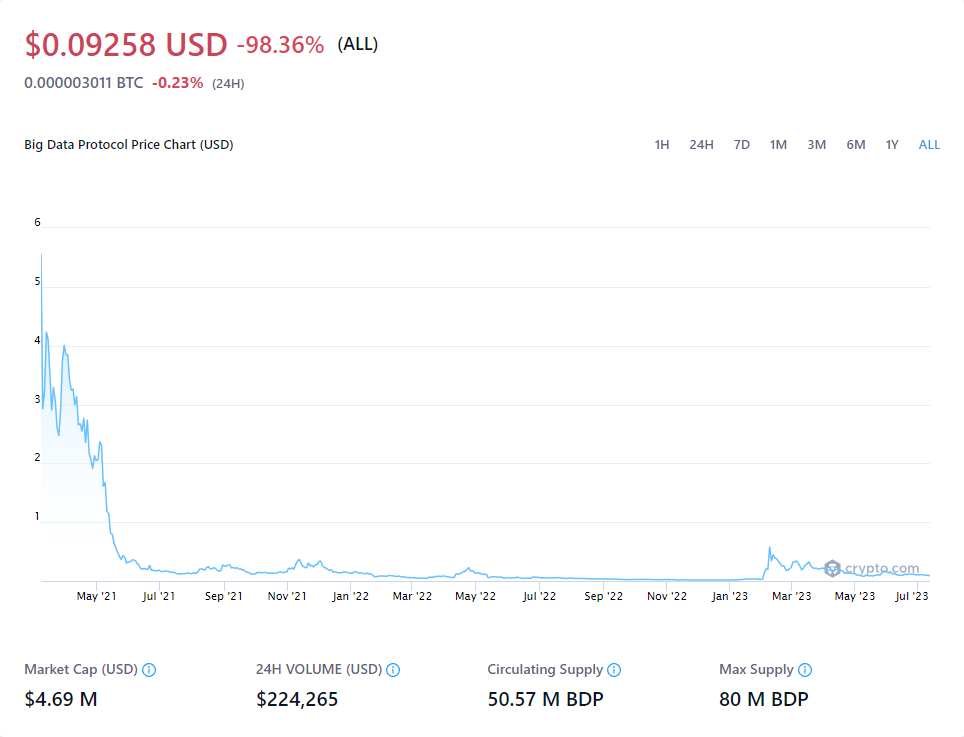 $0.09258 USD -98.36% (ALL)
0.000003011 BTC -0.23% (24H)
Big Data Protocol Price Chart (USD) 1H 24H 7D 1M 3M 6M 1Y ALL
6
5
4
3
2
1
crypto.com
May '21 Jul '21 Sep '21 Nov '21 Jan '22 Mar '22 May '22 Jul '22 Sep '22 Nov '22 Jan '23 Mar '23 May '23 Jul '23
Market Cap (USD) 24H VOLUME (USD) Circulating Supply Max Supply
$4.69 M $224,265 50.57 M BDP 80 M BDP